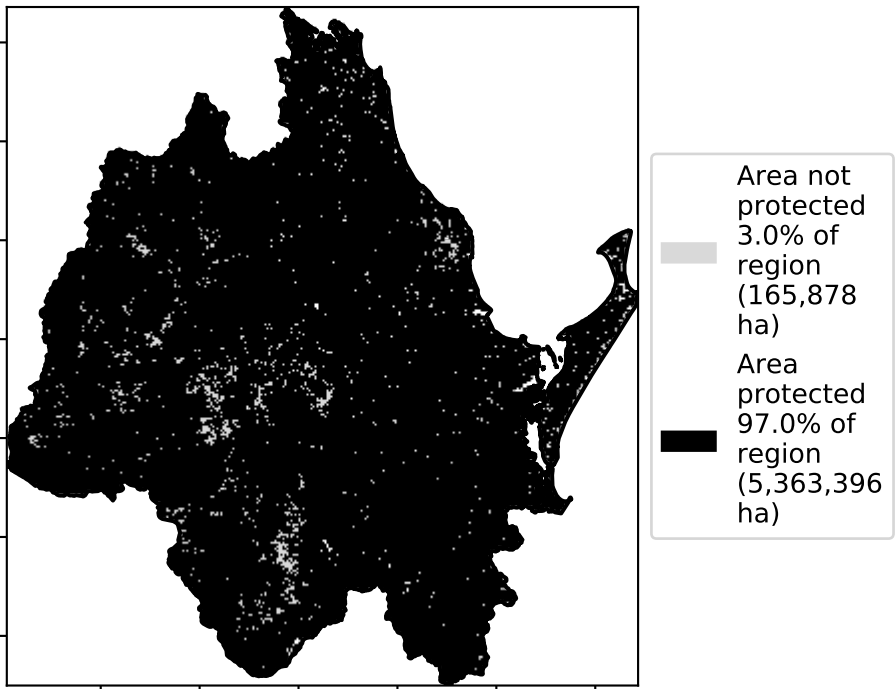 Area not
protected
3.0% of
region
(165,878
ha)
Area
protected
97.0% of
region
(5,363,396
ha)